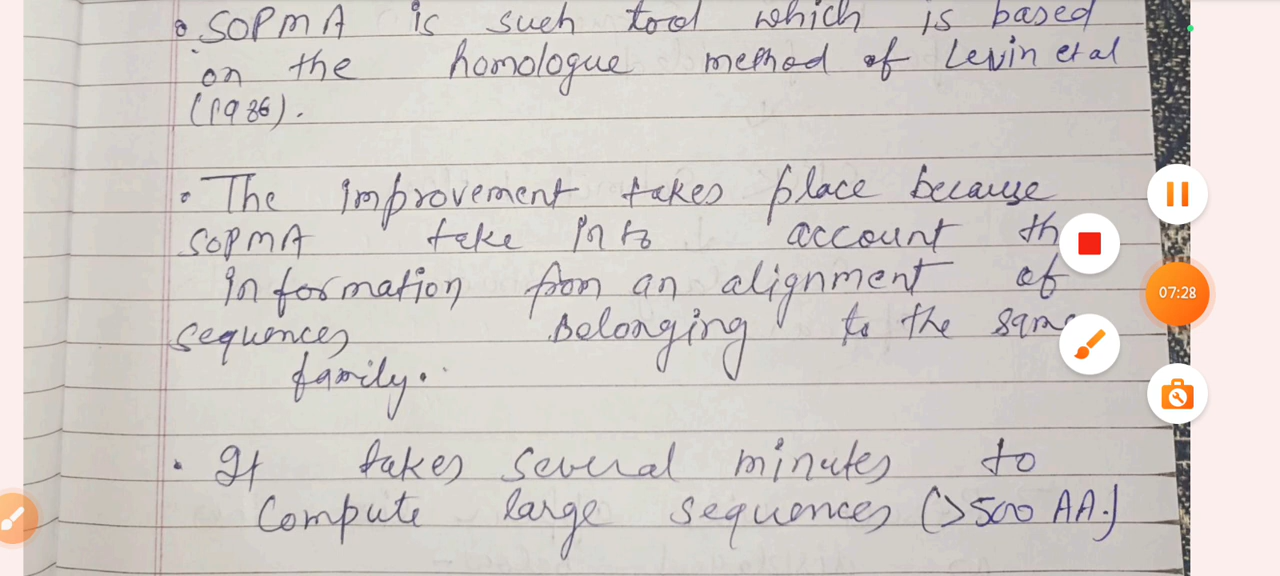 • SOPMA is such tool which is based
on the homologue method of Levin et al
(1986).
• The improvement takes place because
SOPMA take into account th
information from an alignment of
sequences Belonging to the same
family.
• It takes several minutes to
Compute large sequences (>500 AA.)
07:28